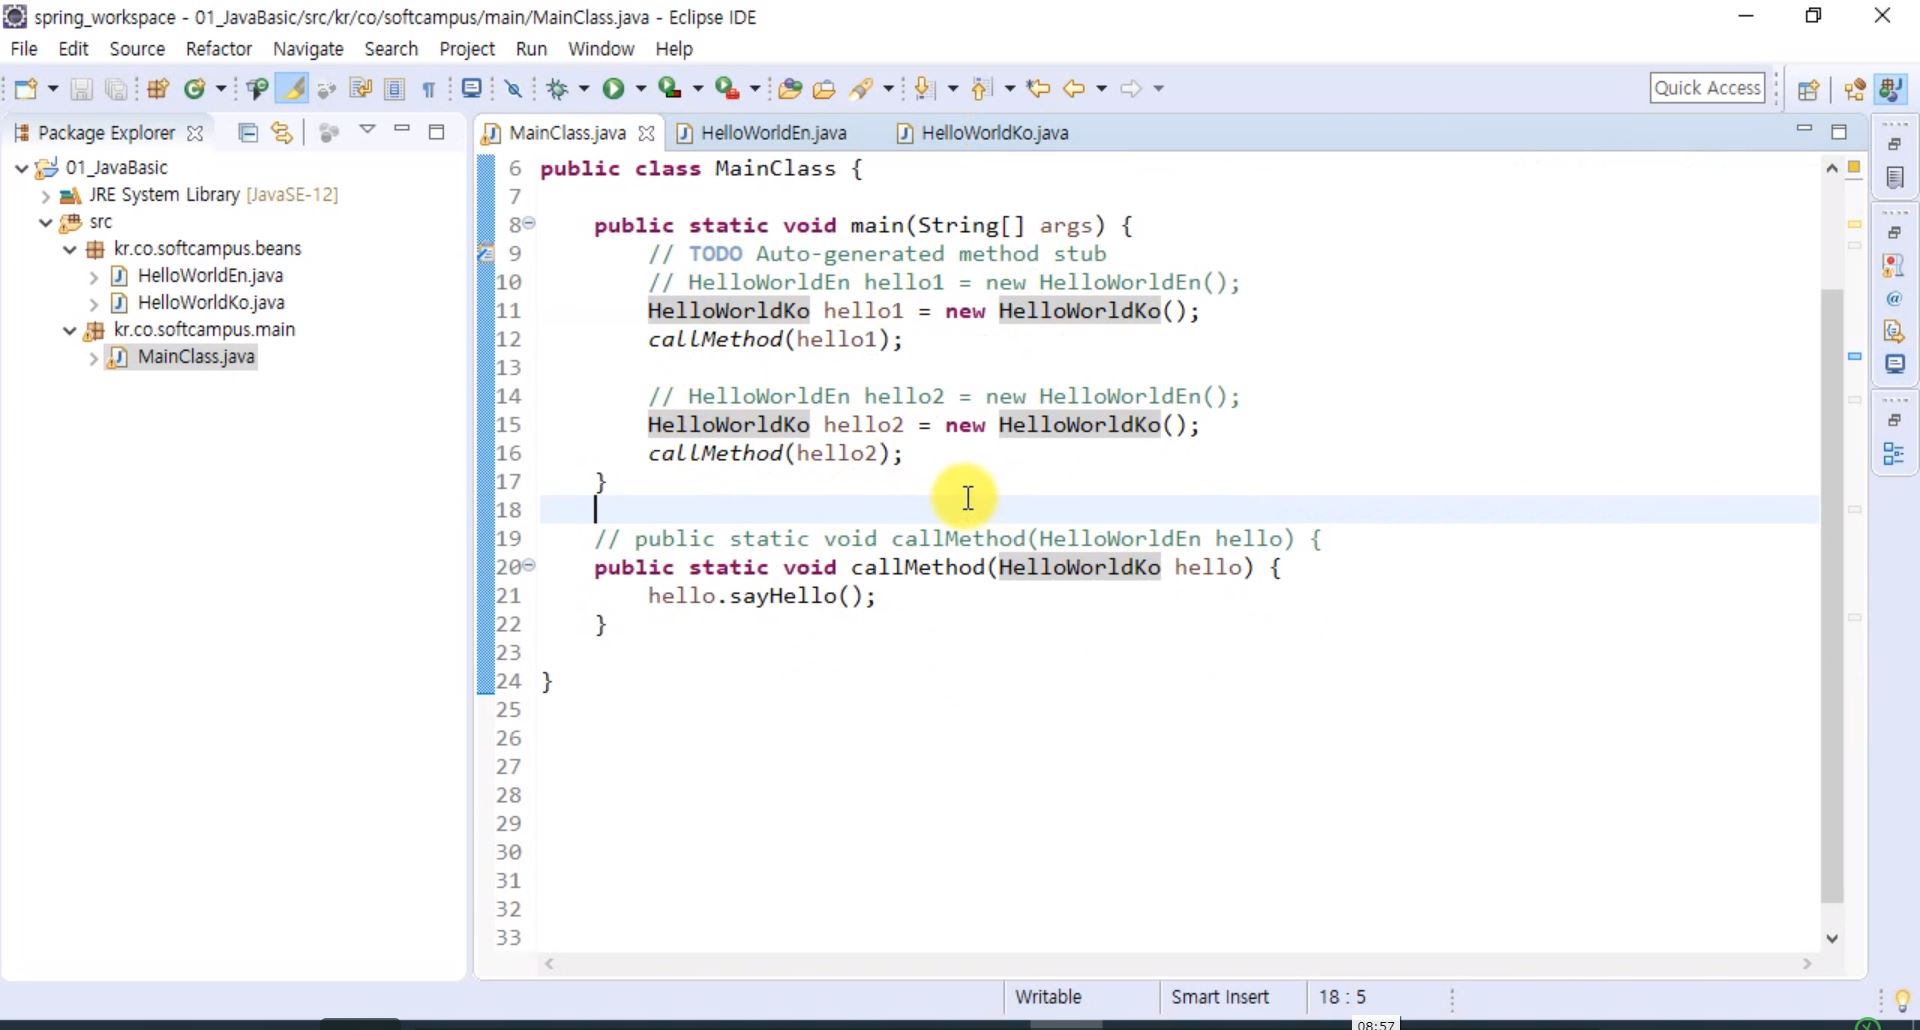 spring_workspace - 01_JavaBasic/src/kr/co/softcampus/main/MainClass.java - Eclipse IDE
File Edit Source Refactor Navigate Search Project Run Window Help
Quick Access
Package Explorer
01_JavaBasic
JRE System Library [JavaSE-12]
src
kr.co.softcampus.beans
HelloWorldEn.java
HelloWorldKo.java
kr.co.softcampus.main
MainClass.java
MainClass.java HelloWorldEn.java HelloWorldKo.java
6 public class MainClass {
7
8 public static void main(String[] args) {
9 // TODO Auto-generated method stub
10 // HelloWorldEn hello1 = new HelloWorldEn();
11 HelloWorldKo hello1 = new HelloWorldKo();
12 callMethod(hello1);
13
14 // HelloWorldEn hello2 = new HelloWorldEn();
15 HelloWorldKo hello2 = new HelloWorldKo();
16 callMethod(hello2);
17 }
18
19 // public static void callMethod(HelloWorldEn hello) {
20 public static void callMethod(HelloWorldKo hello) {
21 hello.sayHello();
22 }
23
24 }
25
26
27
28
29
30
31
32
33
Writable Smart Insert 18 : 5
08:57